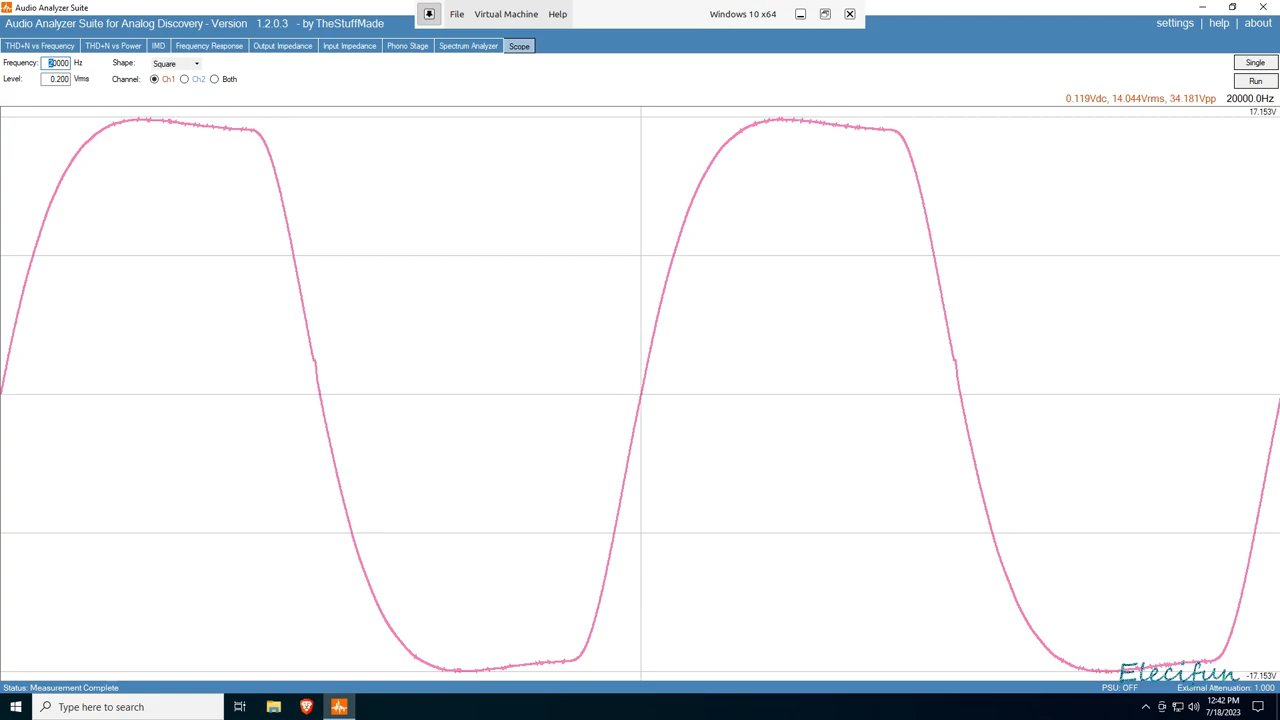 Audio Analyzer Suite
File Virtual Machine Help Windows 10 x64
Audio Analyzer Suite for Analog Discovery - Version 1.2.0.3 - by TheStuffMade
settings help about
THD+N vs Frequency THD+N vs Power IMD Frequency Response Output Impedance Input Impedance Phono Stage Spectrum Analyzer Scope
Frequency: 20000 Hz Shape: Square Single
Level: 0.200 Vrms Channel: Ch1 Ch2 Both Run
0.119Vdc, 14.044Vrms, 34.181Vpp 20000.0Hz
17.153V
Elecifun
-17.153V
Status: Measurement Complete PSU: OFF External Attenuation: 1.000
Type here to search
12:42 PM
7/18/2023